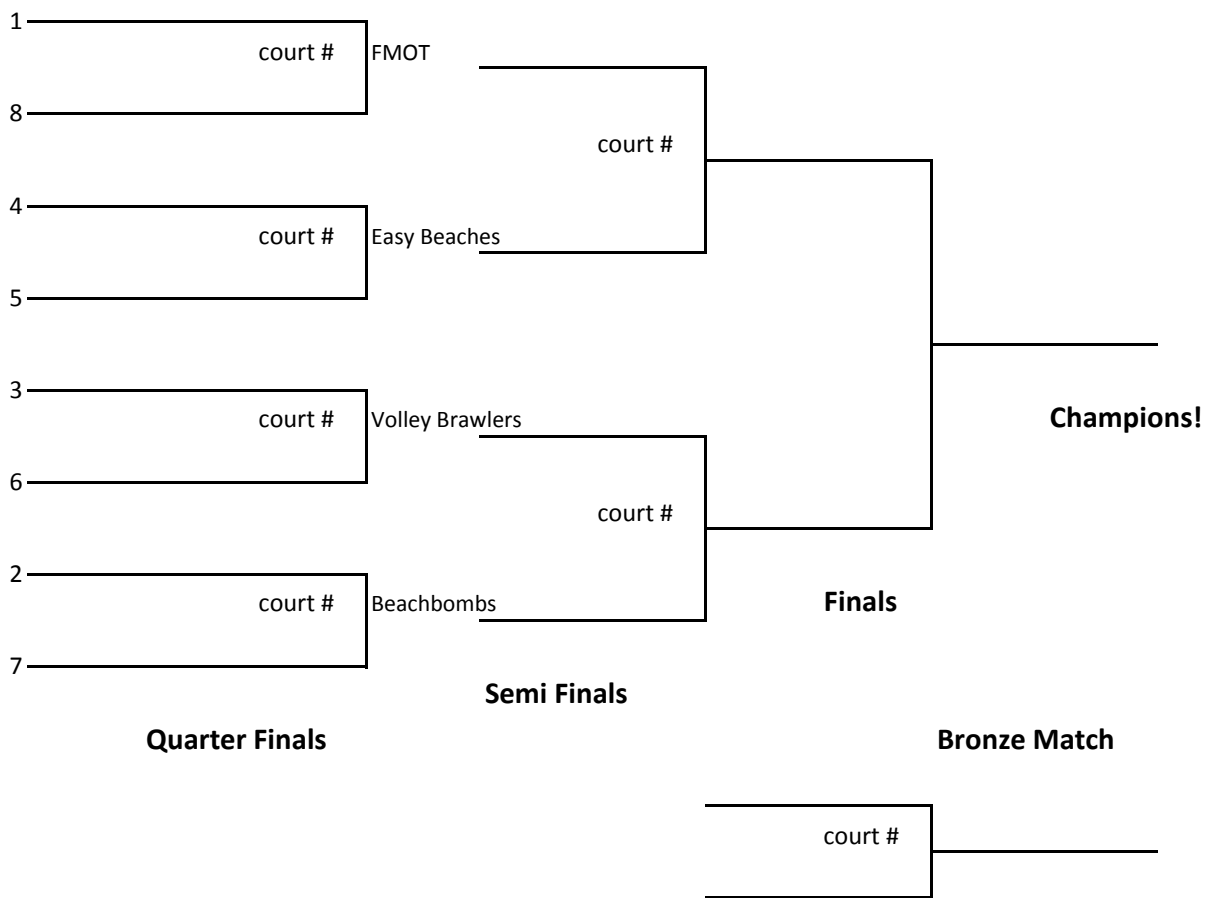 1
court # FMOT
8
court #
4
court # Easy Beaches
5
3
court # Volley Brawlers
Champions!
6
court #
2
court # Beachbombs
Finals
7
Semi Finals
Quarter Finals
Bronze Match
court #